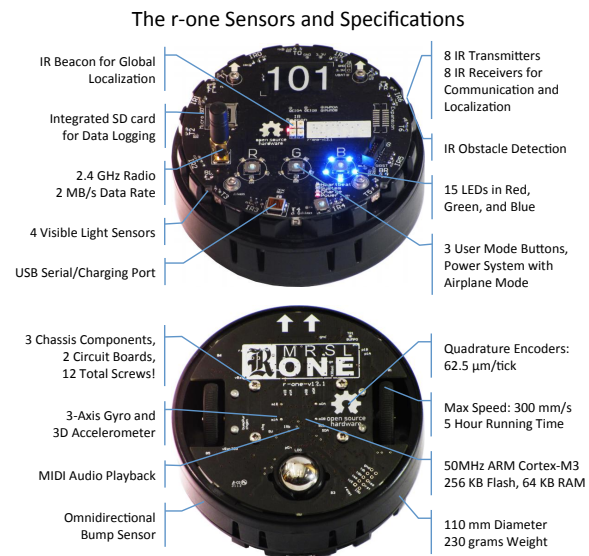 The r-one Sensors and Specifications
IR Beacon for Global
Localization
Integrated SD card
for Data Logging
2.4 GHz Radio
2 MB/s Data Rate
4 Visible Light Sensors
USB Serial/Charging Port
8 IR Transmitters
8 IR Receivers for
Communication and
Localization
IR Obstacle Detection
15 LEDs in Red,
Green, and Blue
3 User Mode Buttons,
Power System with
Airplane Mode
101
IR
open source
hardware
R
G
B
3 Chassis Components,
2 Circuit Boards,
12 Total Screws!
3-Axis Gyro and
3D Accelerometer
MIDI Audio Playback
Omnidirectional
Bump Sensor
MRSL
RONE
r-one-v12.1
open source
hardware
Quadrature Encoders:
62.5 µm/tick
Max Speed: 300 mm/s
5 Hour Running Time
50MHz ARM Cortex-M3
256 KB Flash, 64 KB RAM
110 mm Diameter
230 grams Weight